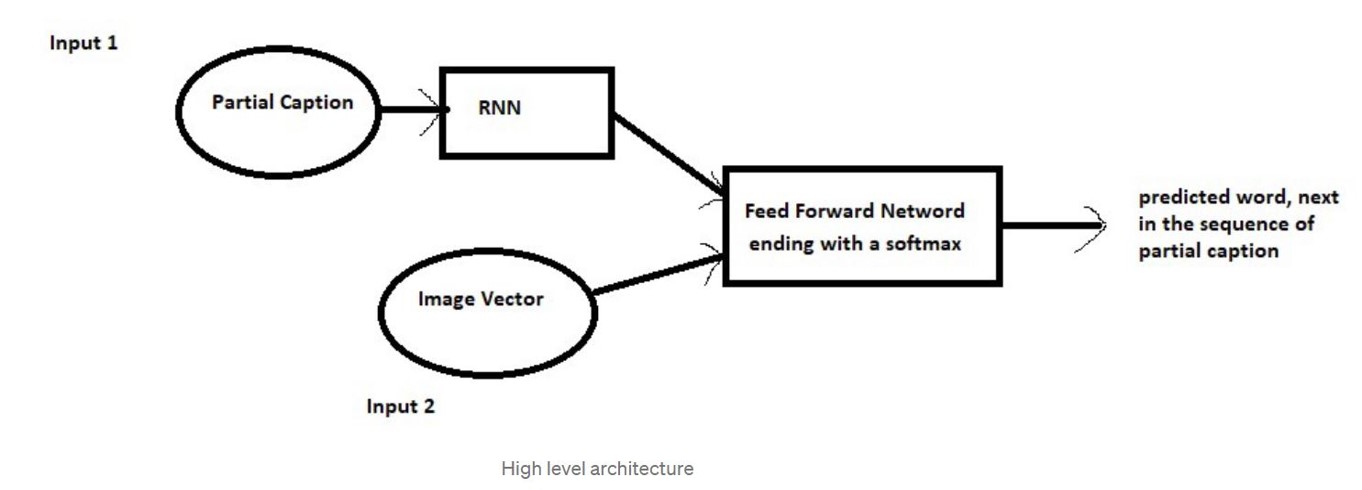 Input 1
Partial Caption
RNN
Feed Forward Netword
ending with a softmax
predicted word, next
in the sequence of
partial caption
Image Vector
Input 2
High level architecture